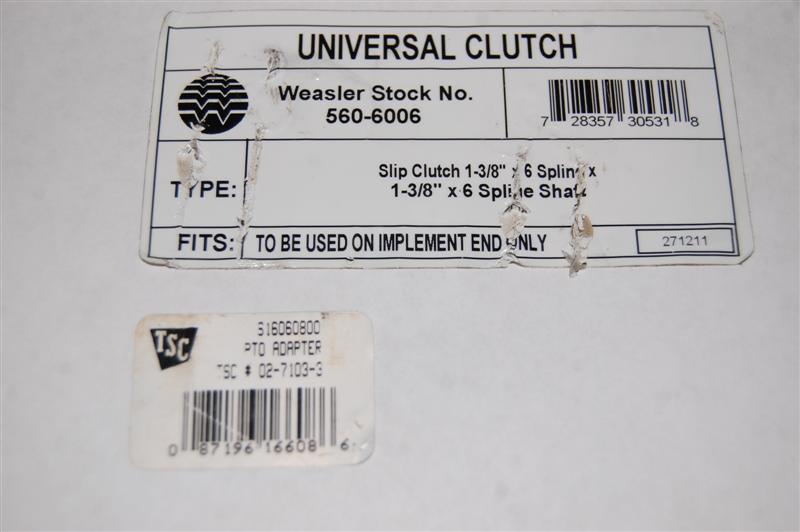 UNIVERSAL CLUTCH
Weasler Stock No.
560-6006
7 28357 30531 8
TYPE:
Slip Clutch 1-3/8" x 6 Spline x
1-3/8" x 6 Spline Shaft
FITS: TO BE USED ON IMPLEMENT END ONLY
271211
TSC
516060800
PTO ADAPTER
TSC # 02-7103-3
0 87196 16608 6